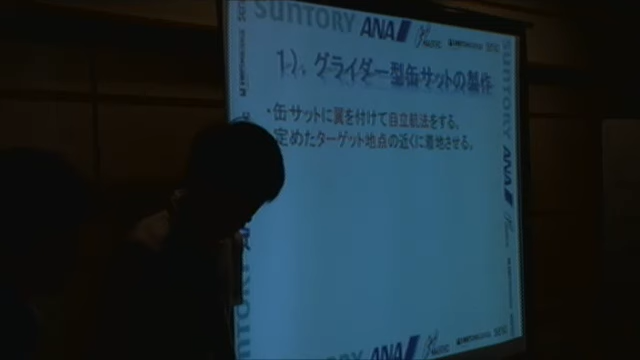 SUNTORY ANA
1)、グライダー型缶サットの製作
・缶サットに翼を付けて自立航法をする。
定めたターゲット地点の近くに着地させる。
SUNTORY ANA
SUNTORY
SUNTORY ANA